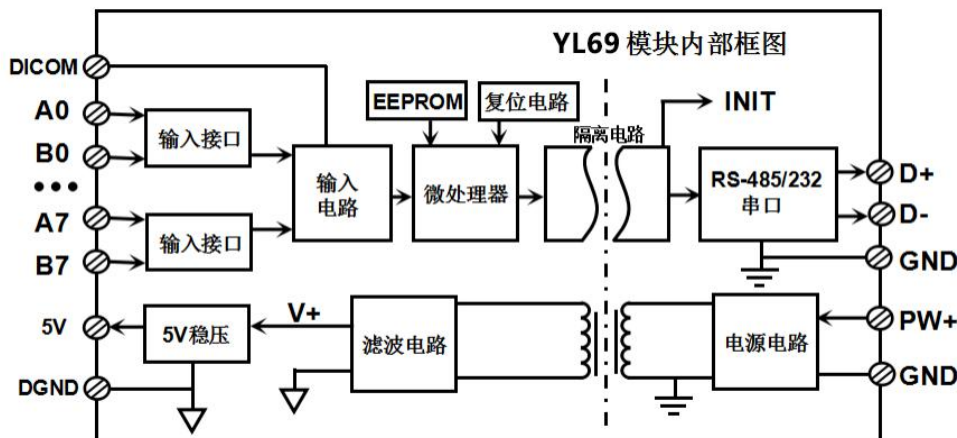 YL69 模块内部框图
DICOM
A0
B0
•••
A7
B7
5V
DGND
输入接口
输入接口
输入
电路
EEPROM
复位电路
微处理器
隔离电路
INIT
RS-485/232
串口
D+
D-
GND
5V稳压
V+
滤波电路
电源电路
PW+
GND